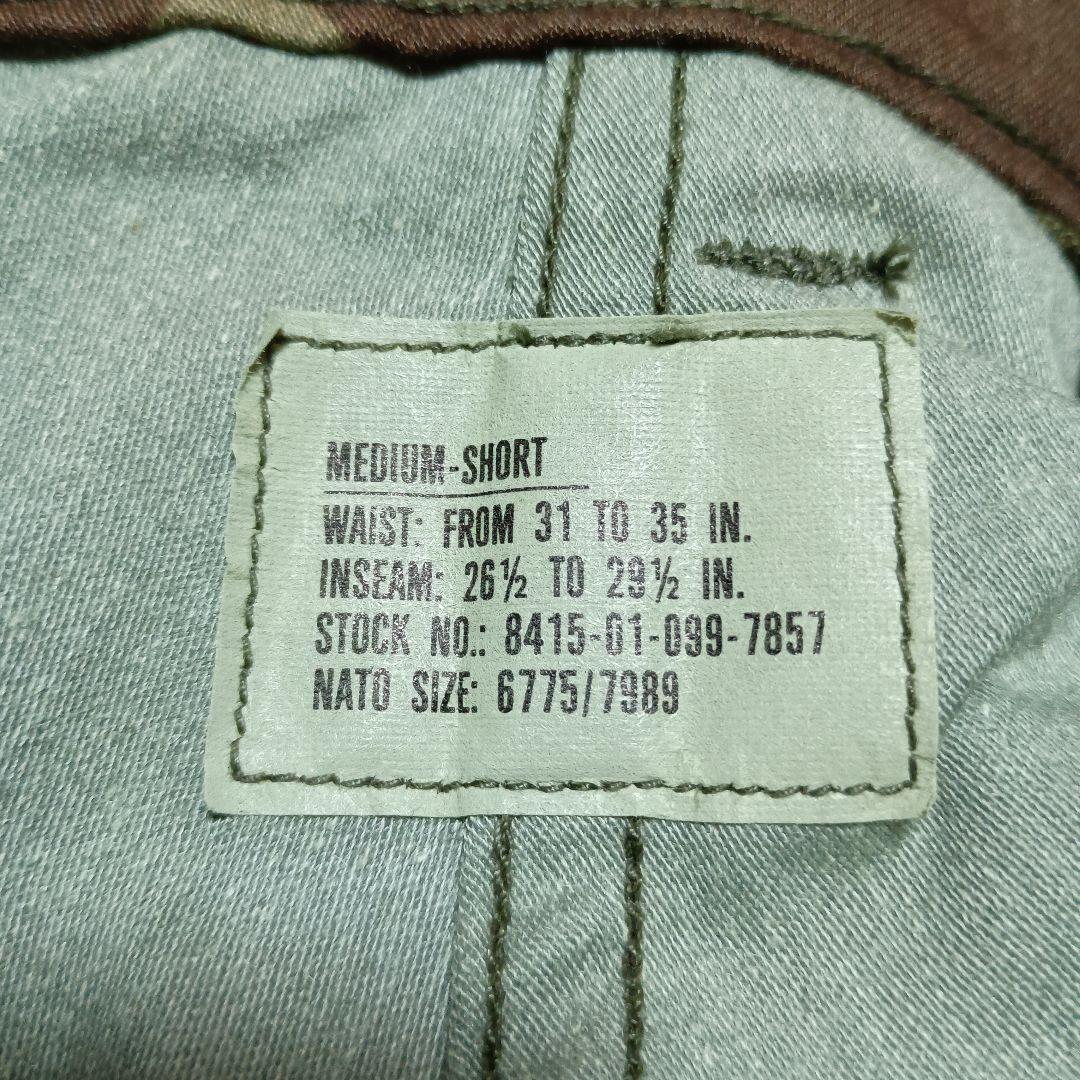 MEDIUM-SHORT
WAIST: FROM 31 TO 35 IN.
INSEAM: 26½ TO 29½ IN.
STOCK NO.: 8415-01-099-7857
NATO SIZE: 6775/7989